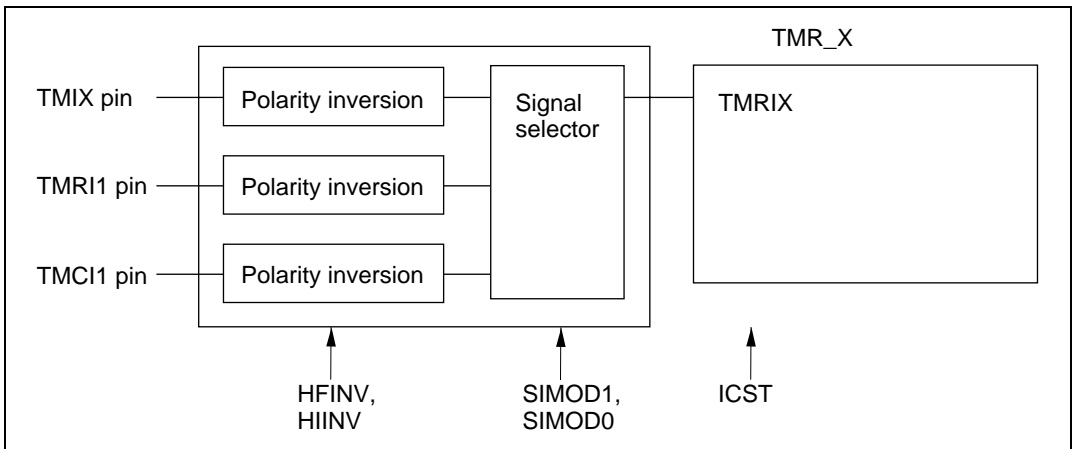 TMR_X
TMIX pin
Polarity inversion
Signal
selector
TMRIX
TMRI1 pin
Polarity inversion
TMCI1 pin
Polarity inversion
HFINV,
HIINV
SIMOD1,
SIMOD0
ICST